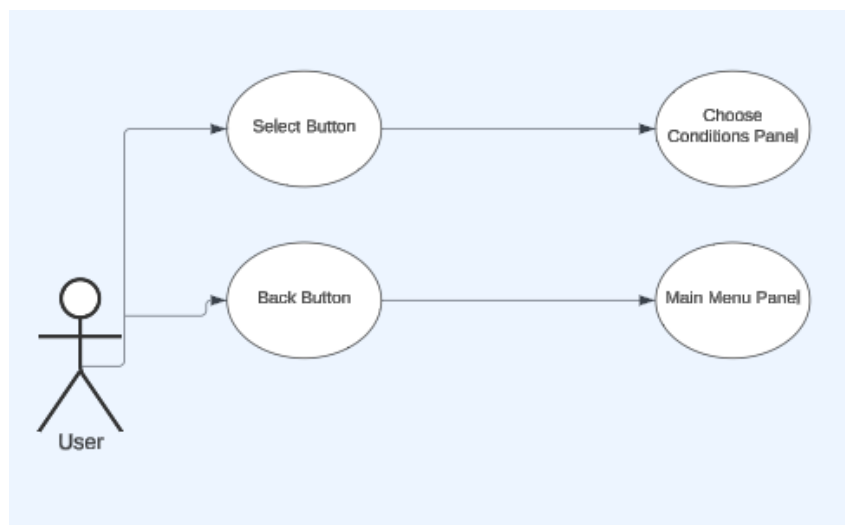 Select Button
Choose
Conditions Panel
Back Button
Main Menu Panel
User